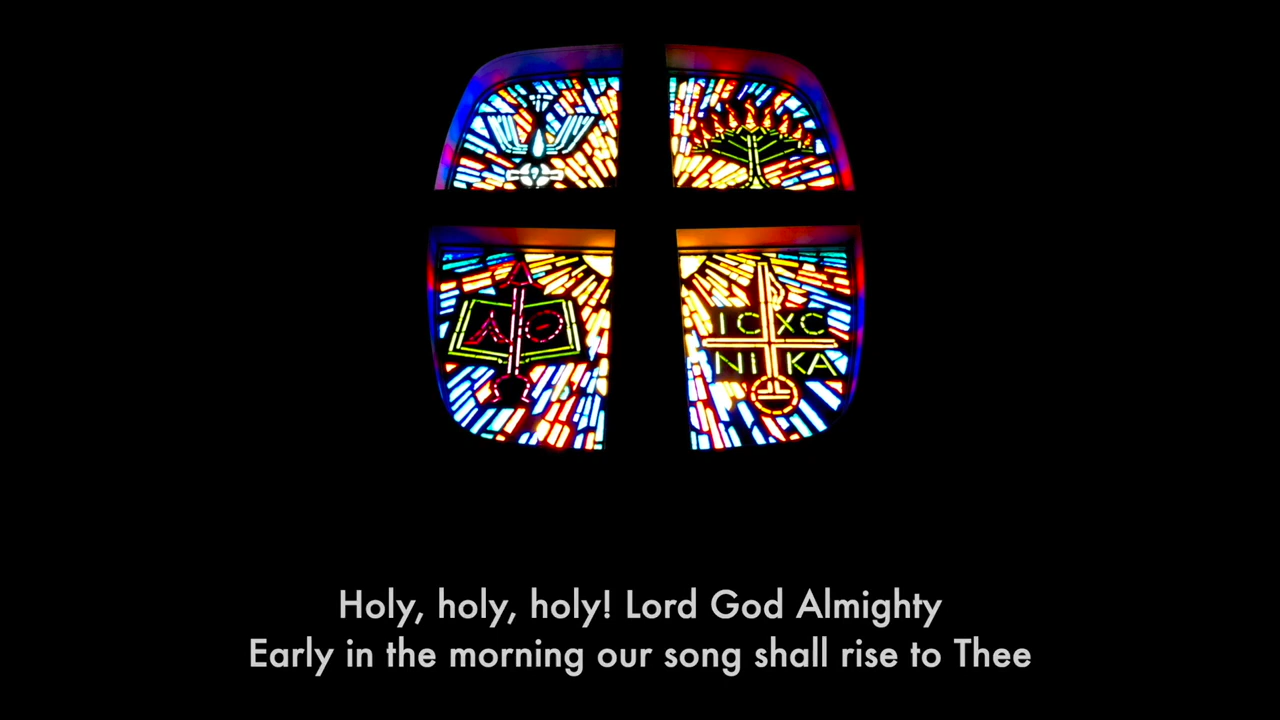 IC XC
NI KA
Holy, holy, holy! Lord God Almighty
Early in the morning our song shall rise to Thee